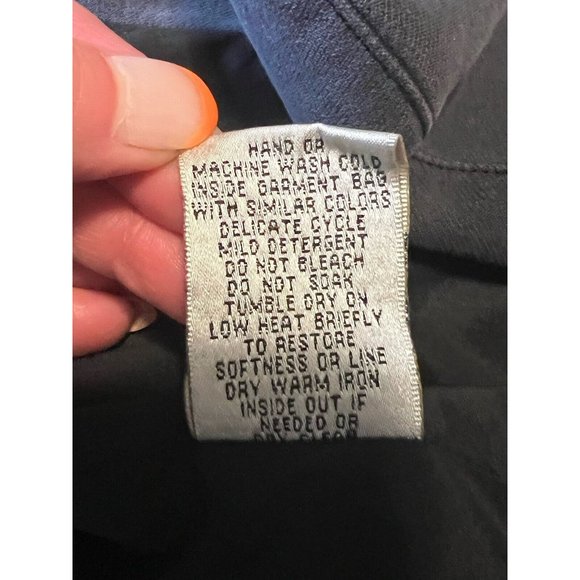 HAND OR
MACHINE WASH COLD
INSIDE GARMENT BAG
WITH SIMILAR COLORS
DELICATE CYCLE
MILD DETERGENT
DO NOT BLEACH
DO NOT SOAK
TUMBLE DRY ON
LOW HEAT BRIEFLY
TO RESTORE
SOFTNESS OR LINE
DRY WARM IRON
INSIDE OUT IF
NEEDED OR
DRY CLEAN